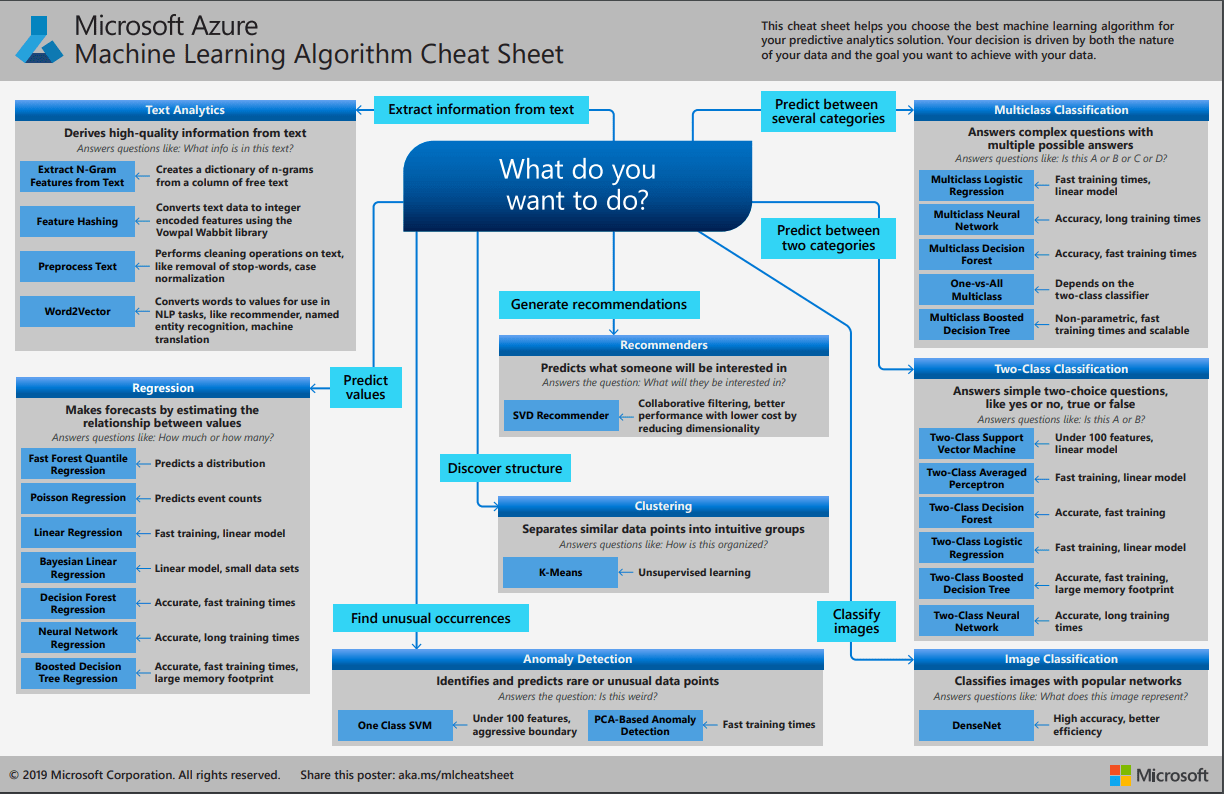 Microsoft Azure
Machine Learning Algorithm Cheat Sheet
This cheat sheet helps you choose the best machine learning algorithm for
your predictive analytics solution. Your decision is driven by both the nature
of your data and the goal you want to achieve with your data.
What do you
want to do?
Extract information from text
Text Analytics
Derives high-quality information from text
Answers questions like: What info is in this text?
Extract N-Gram
Features from Text
Creates a dictionary of n-grams
from a column of free text
Feature Hashing
Converts text data to integer
encoded features using the
Vowpal Wabbit library
Preprocess Text
Performs cleaning operations on text,
like removal of stop-words, case
normalization
Word2Vector
Converts words to values for use in
NLP tasks, like recommender, named
entity recognition, machine
translation
Predict
values
Regression
Makes forecasts by estimating the
relationship between values
Answers questions like: How much or how many?
Fast Forest Quantile
Regression
Predicts a distribution
Poisson Regression
Predicts event counts
Linear Regression
Fast training, linear model
Bayesian Linear
Regression
Linear model, small data sets
Decision Forest
Regression
Accurate, fast training times
Neural Network
Regression
Accurate, long training times
Boosted Decision
Tree Regression
Accurate, fast training times,
large memory footprint
Generate recommendations
Recommenders
Predicts what someone will be interested in
Answers the question: What will they be interested in?
SVD Recommender
Collaborative filtering, better
performance with lower cost by
reducing dimensionality
Discover structure
Clustering
Separates similar data points into intuitive groups
Answers questions like: How is this organized?
K-Means
Unsupervised learning
Find unusual occurrences
Anomaly Detection
Identifies and predicts rare or unusual data points
Answers the question: Is this weird?
One Class SVM
Under 100 features,
aggressive boundary
PCA-Based Anomaly
Detection
Fast training times
Predict between
several categories
Multiclass Classification
Answers complex questions with
multiple possible answers
Answers questions like: Is this A or B or C or D?
Multiclass Logistic
Regression
Fast training times,
linear model
Multiclass Neural
Network
Accuracy, long training times
Multiclass Decision
Forest
Accuracy, fast training times
One-vs-All
Multiclass
Depends on the
two-class classifier
Multiclass Boosted
Decision Tree
Non-parametric, fast
training times and scalable
Predict between
two categories
Two-Class Classification
Answers simple two-choice questions,
like yes or no, true or false
Answers questions like: Is this A or B?
Two-Class Support
Vector Machine
Under 100 features,
linear model
Two-Class Averaged
Perceptron
Fast training, linear model
Two-Class Decision
Forest
Accurate, fast training
Two-Class Logistic
Regression
Fast training, linear model
Two-Class Boosted
Decision Tree
Accurate, fast training,
large memory footprint
Two-Class Neural
Network
Accurate, long training
times
Classify
images
Image Classification
Classifies images with popular networks
Answers questions like: What does this image represent?
DenseNet
High accuracy, better
efficiency
© 2019 Microsoft Corporation. All rights reserved.
Share this poster: aka.ms/mlcheatsheet
Microsoft